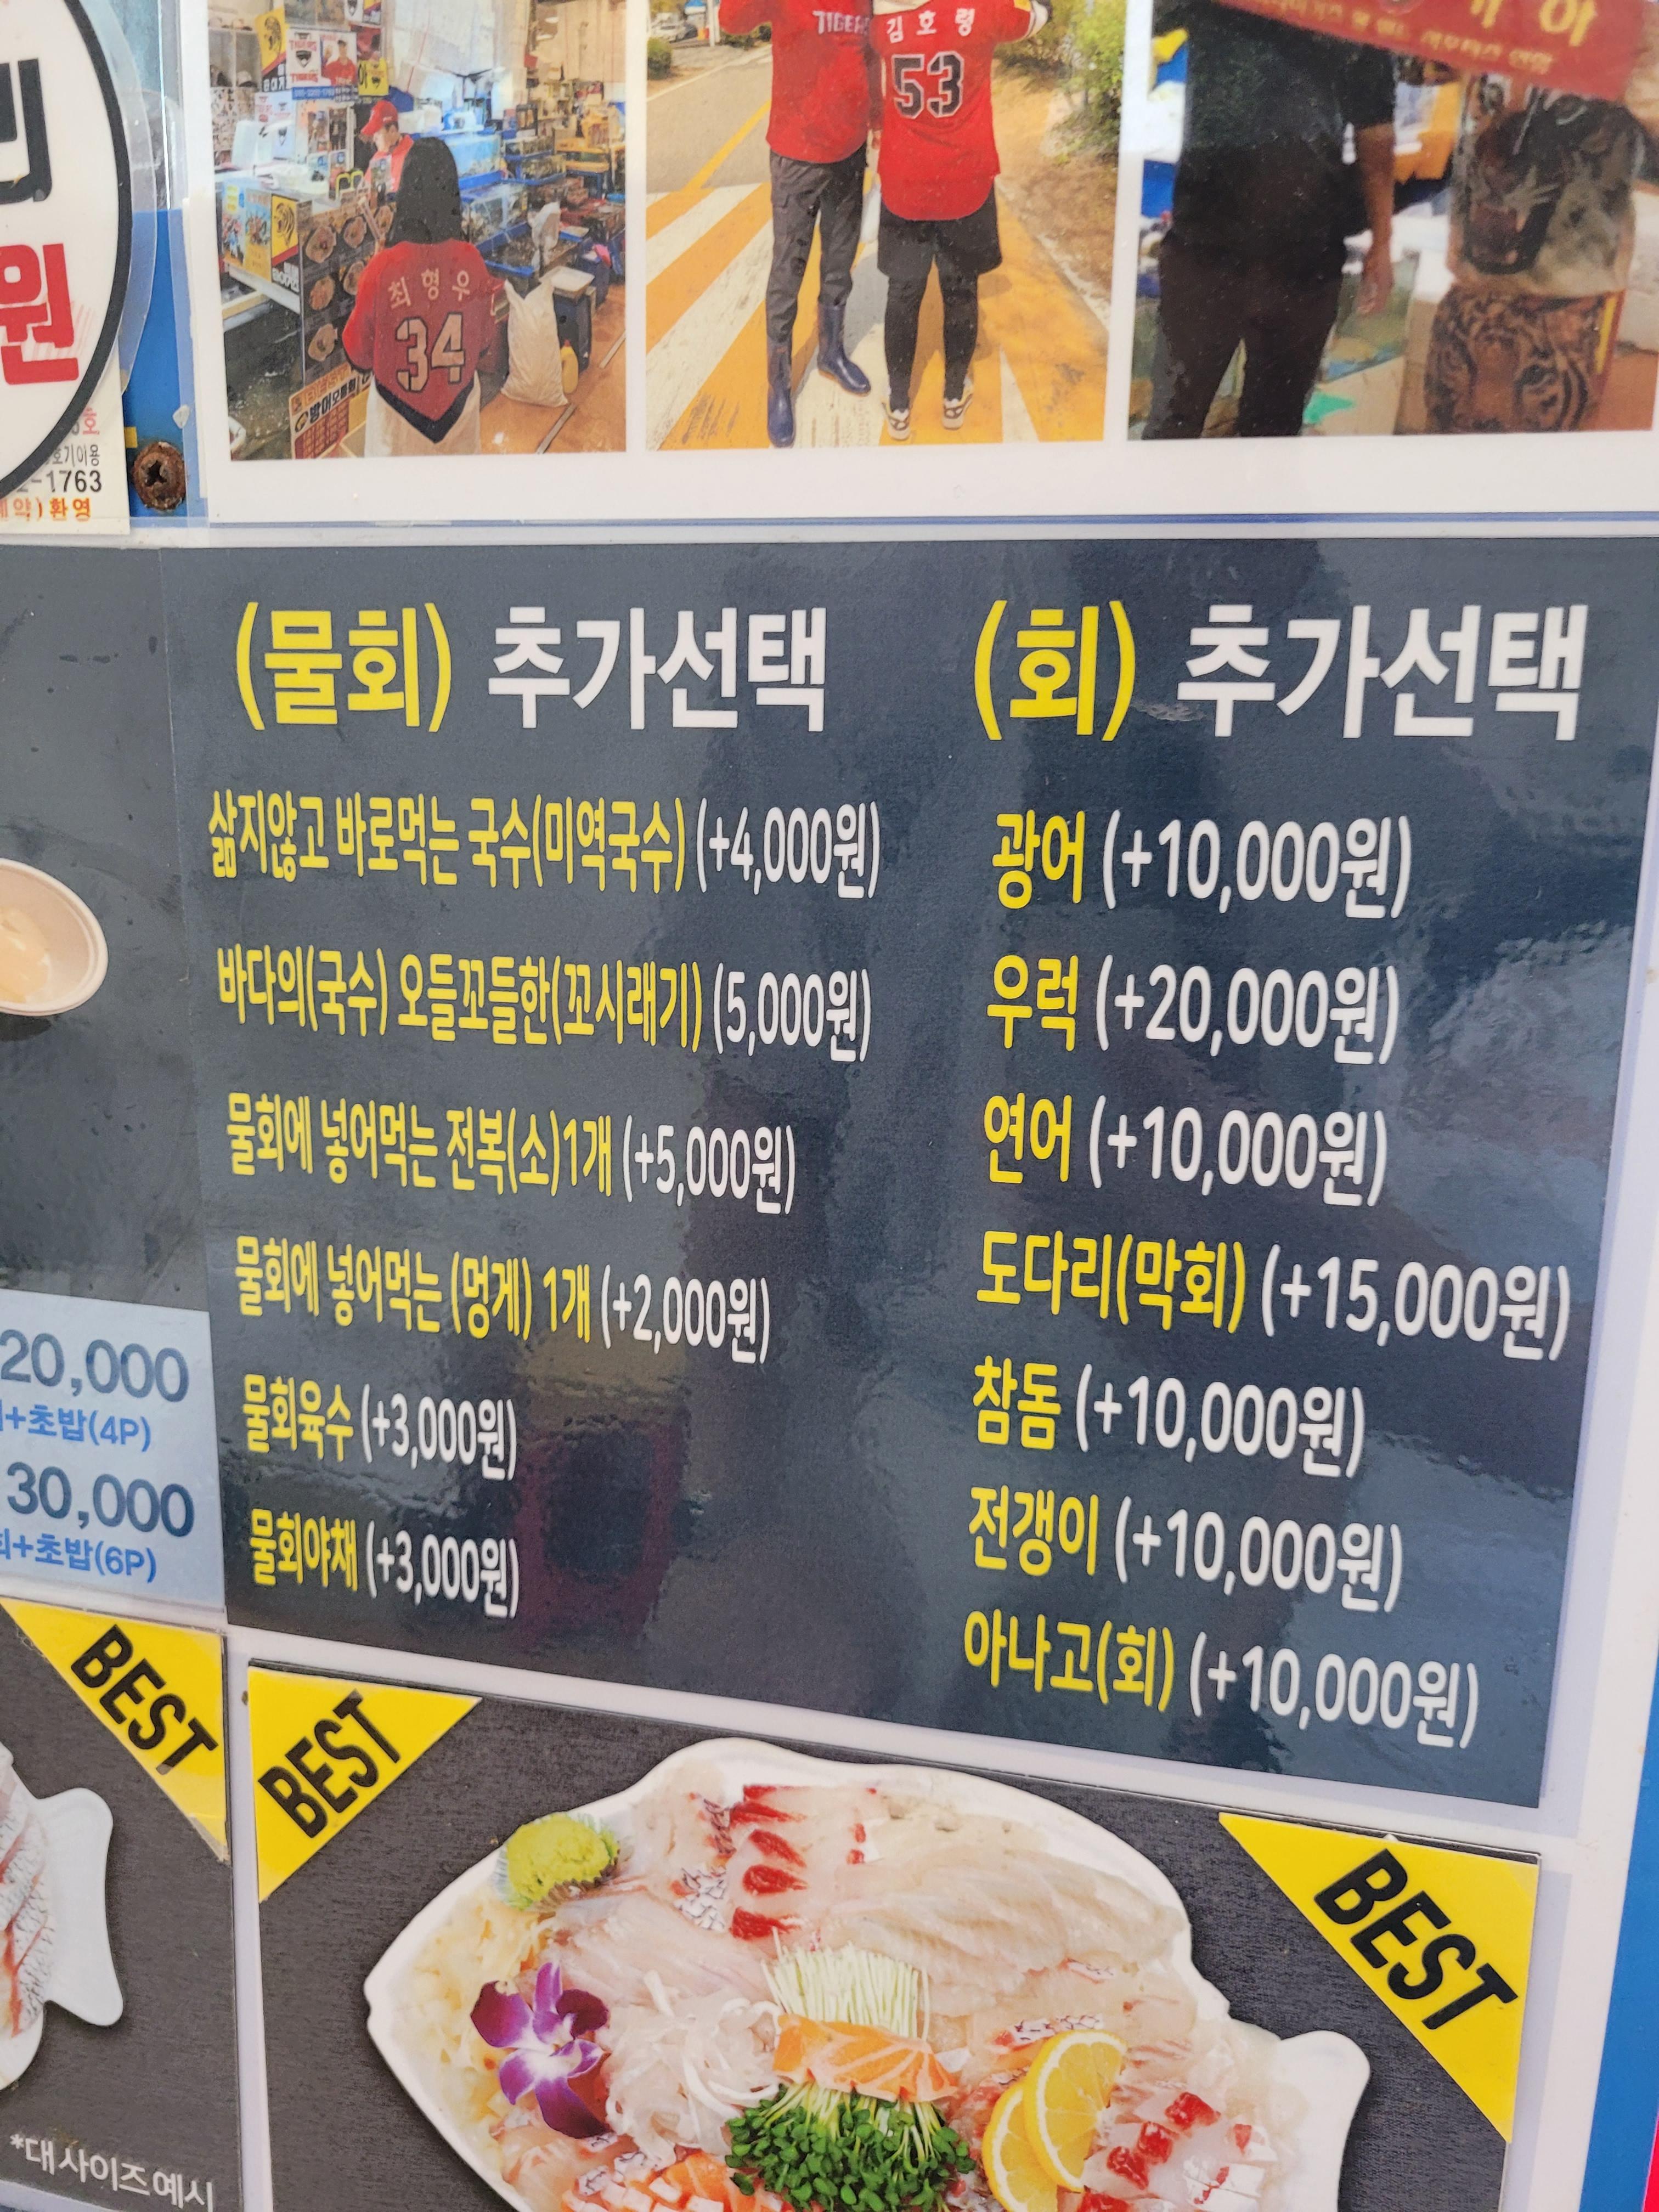 TIGERS
김호령
53
최형우
34
원
-1763
환영
(물회) 추가선택
삶지않고 바로먹는 국수(미역국수) (+4,000원)
바다의(국수) 오들꼬들한(꼬시래기) (5,000원)
물회에 넣어먹는 전복(소)1개 (+5,000원)
물회에 넣어먹는 (멍게) 1개 (+2,000원)
물회육수 (+3,000원)
물회야채 (+3,000원)
(회) 추가선택
광어 (+10,000원)
우럭 (+20,000원)
연어 (+10,000원)
도다리(막회) (+15,000원)
참돔 (+10,000원)
전갱이 (+10,000원)
아나고(회) (+10,000원)
20,000
+초밥(4P)
30,000
회+초밥(6P)
BEST
BEST
BEST
*대사이즈예시